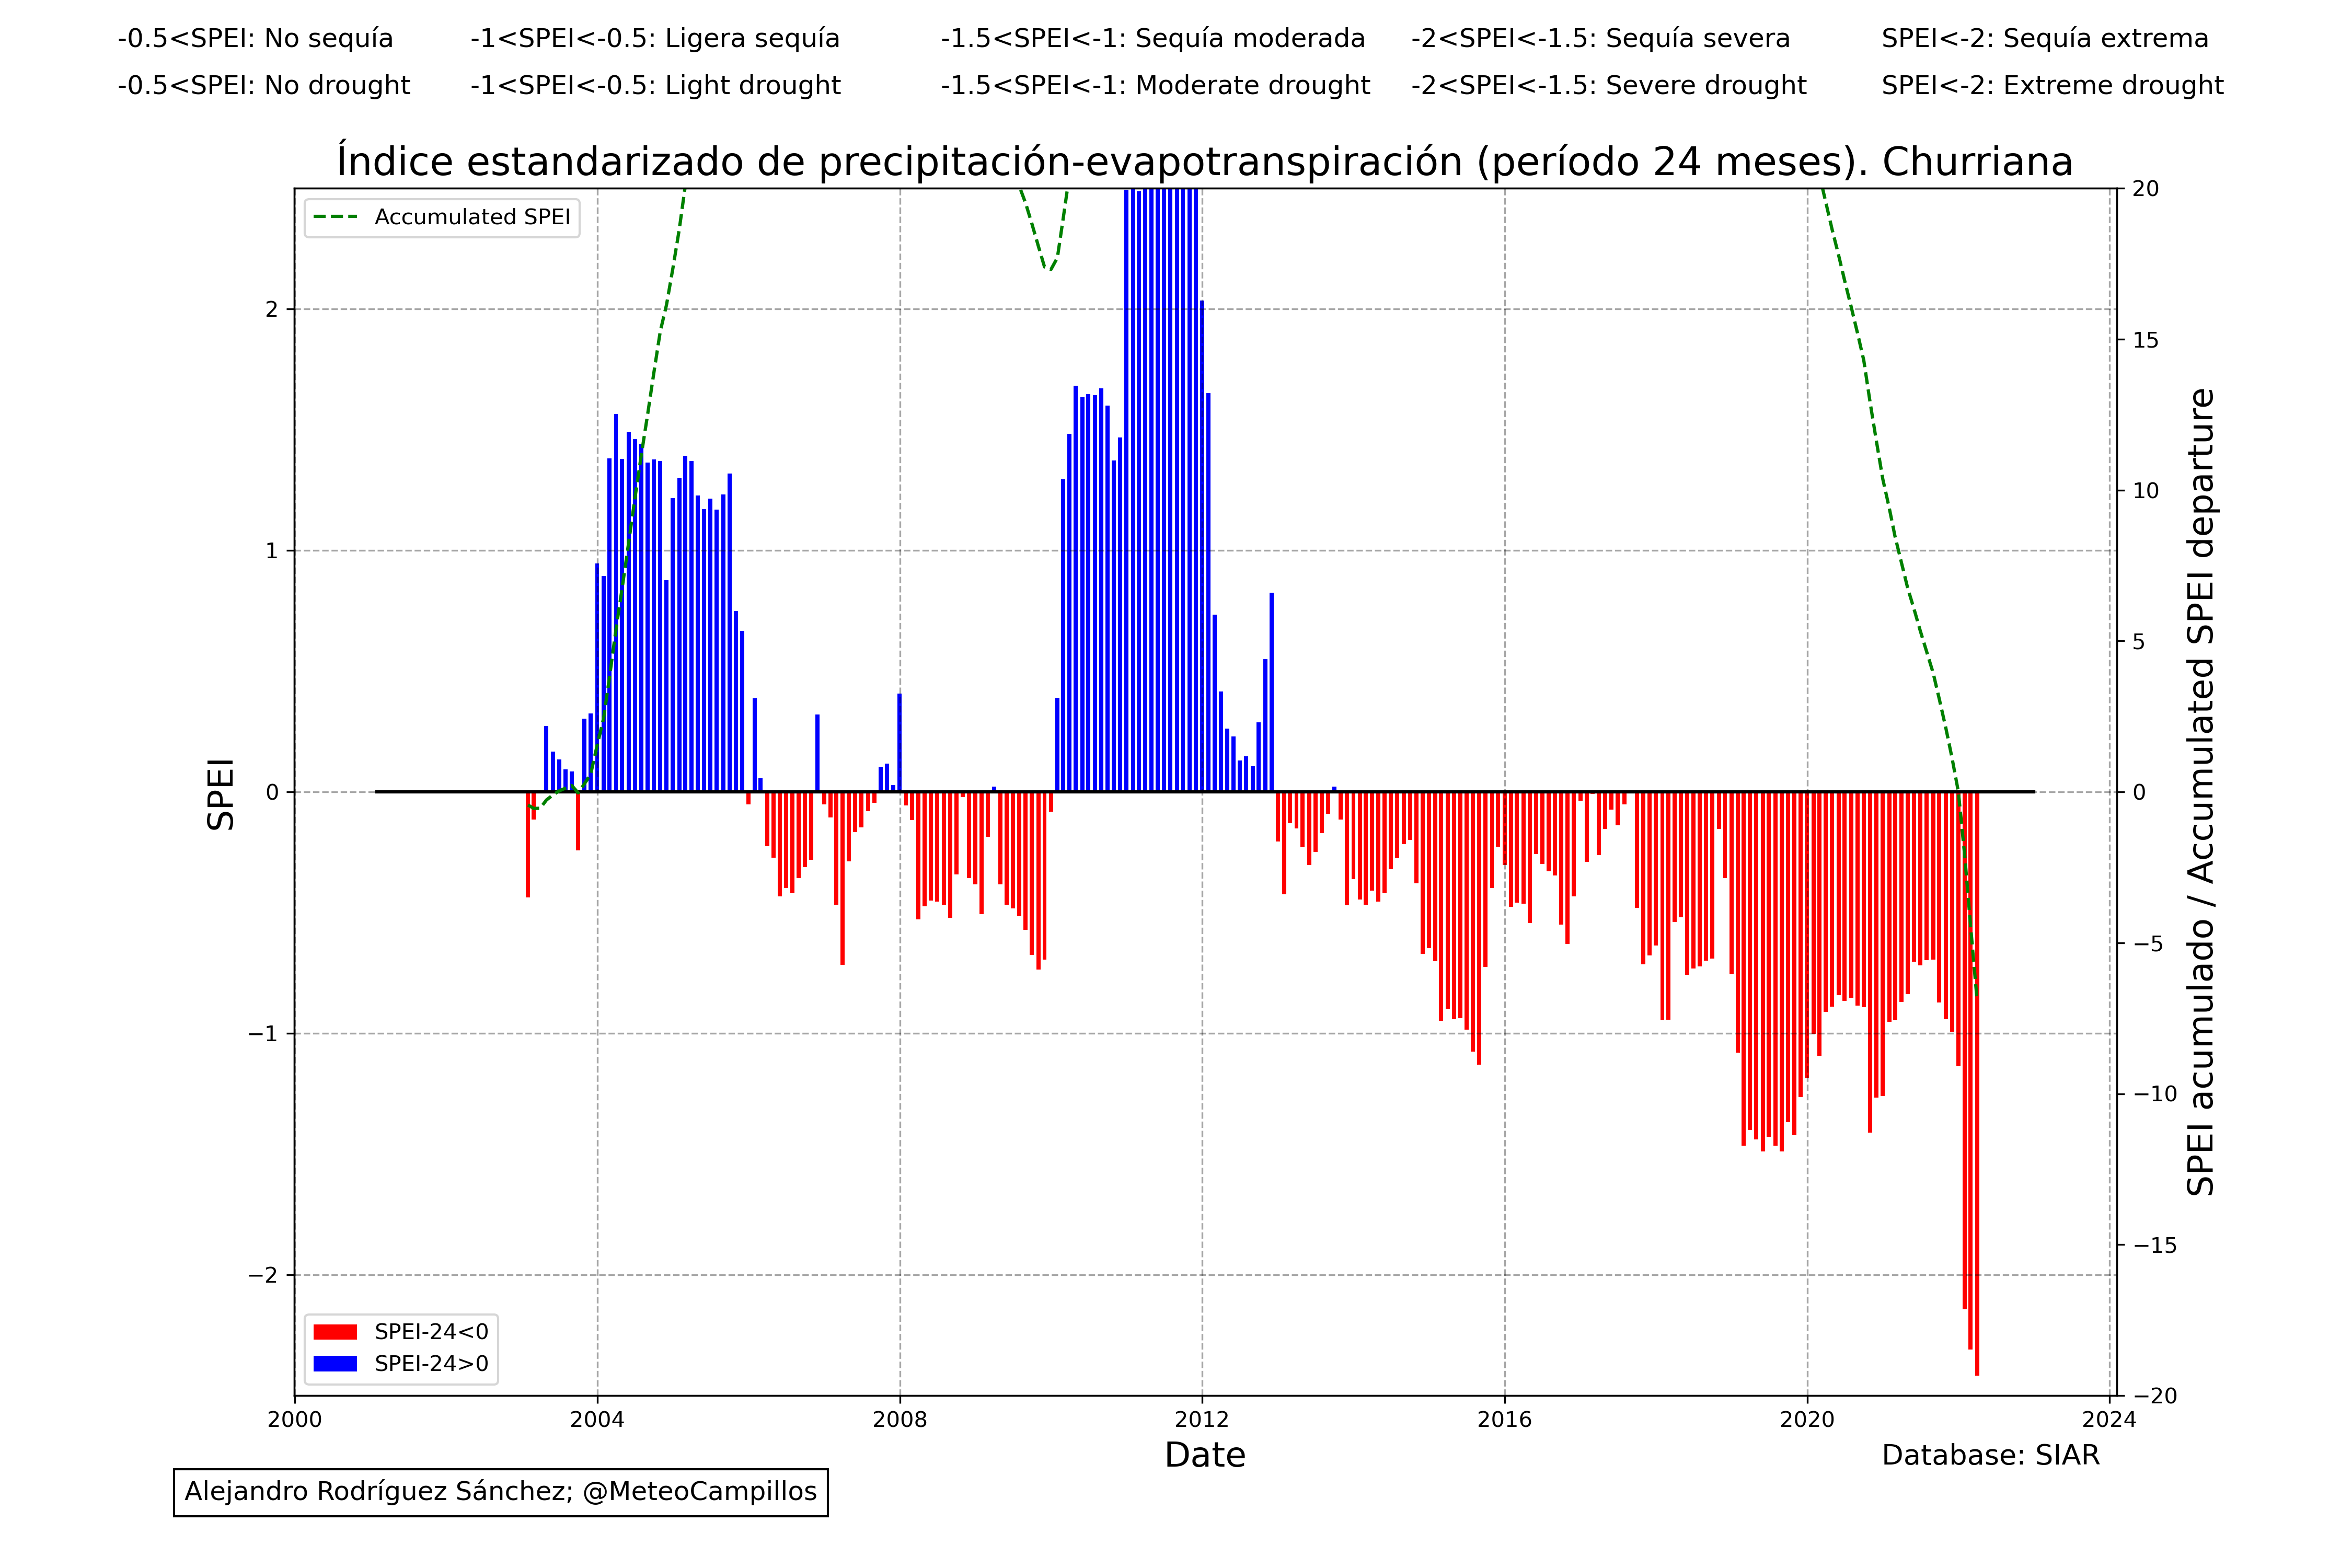 -0.5<SPEI: No sequía
-1<SPEI<-0.5: Ligera sequía
-1.5<SPEI<-1: Sequía moderada
-2<SPEI<-1.5: Sequía severa
SPEI<-2: Sequía extrema
-0.5<SPEI: No drought
-1<SPEI<-0.5: Light drought
-1.5<SPEI<-1: Moderate drought
-2<SPEI<-1.5: Severe drought
SPEI<-2: Extreme drought
Índice estandarizado de precipitación-evapotranspiración (período 24 meses). Churriana
Accumulated SPEI
SPEI
2
1
0
−1
−2
20
15
10
5
0
−5
−10
−15
−20
SPEI acumulado / Accumulated SPEI departure
SPEI-24<0
SPEI-24>0
2000
2004
2008
2012
2016
2020
2024
Date
Database: SIAR
Alejandro Rodríguez Sánchez; @MeteoCampillos